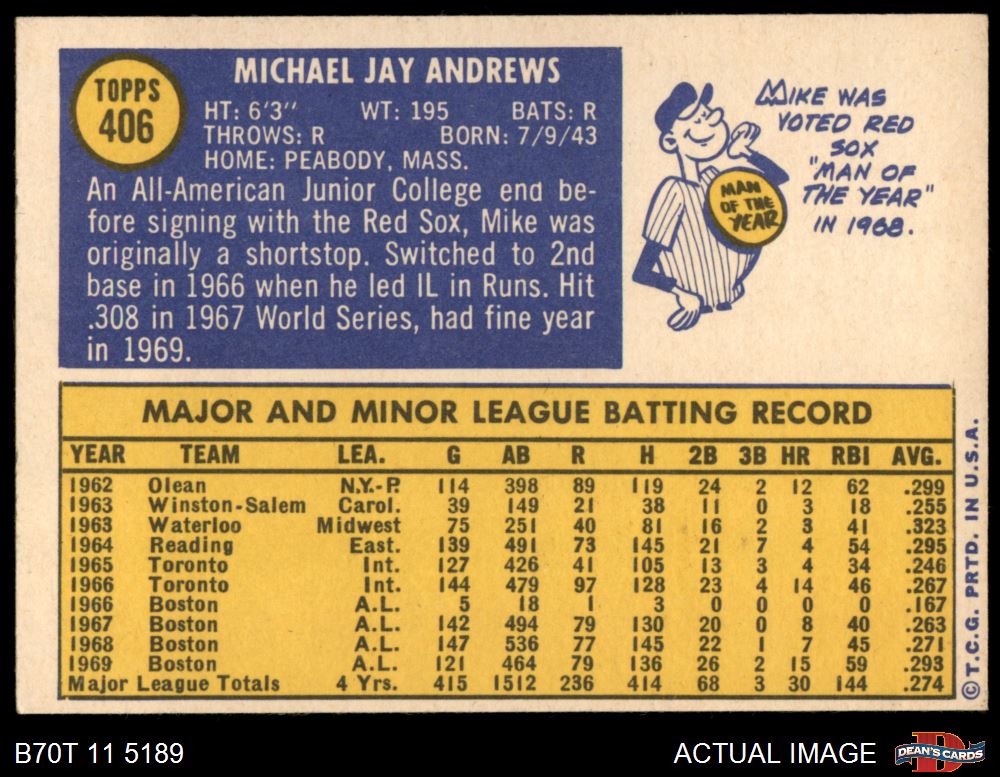 TOPPS
406
MICHAEL JAY ANDREWS
HT: 6'3" WT: 195 BATS: R
THROWS: R BORN: 7/9/43
HOME: PEABODY, MASS.
An All-American Junior College end be-
fore signing with the Red Sox, Mike was
originally a shortstop. Switched to 2nd
base in 1966 when he led IL in Runs. Hit
.308 in 1967 World Series, had fine year
in 1969.
MIKE WAS
VOTED RED
SOX
"MAN OF
THE YEAR"
IN 1968.
MAN
OF THE
YEAR
MAJOR AND MINOR LEAGUE BATTING RECORD
YEAR TEAM LEA. G AB R H 2B 3B HR RBI AVG.
1962 Olean N.Y.-P. 114 398 89 119 24 2 12 62 .299
1963 Winston-Salem Carol. 39 149 21 38 11 0 3 18 .255
1963 Waterloo Midwest 75 251 40 81 16 2 3 41 .323
1964 Reading East. 139 491 73 145 21 7 4 54 .295
1965 Toronto Int. 127 426 41 105 13 3 4 34 .246
1966 Toronto Int. 144 479 97 128 23 4 14 46 .267
1966 Boston A.L. 5 18 1 3 0 0 0 0 .167
1967 Boston A.L. 142 494 79 130 20 0 8 40 .263
1968 Boston A.L. 147 536 77 145 22 1 7 45 .271
1969 Boston A.L. 121 464 79 136 26 2 15 59 .293
Major League Totals 4 Yrs. 415 1512 236 414 68 3 30 144 .274
© T.C.G. PRTD. IN U.S.A.
B70T 11 5189
ACTUAL IMAGE
DEAN'S CARDS